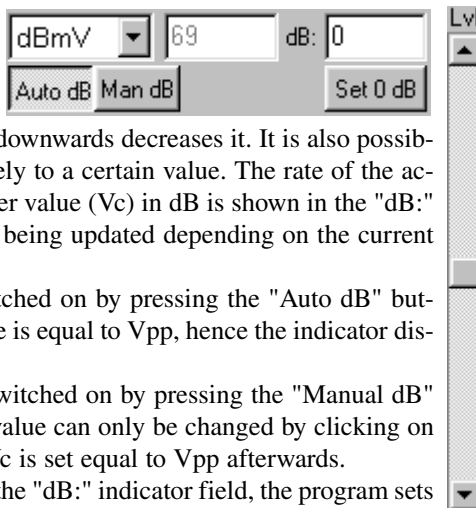 dBmV 69 dB: 0
Auto dB Man dB Set 0 dB
downwards decreases it. It is also possib-
ely to a certain value. The rate of the ac-
er value (Vc) in dB is shown in the "dB:"
being updated depending on the current
tched on by pressing the "Auto dB" but-
e is equal to Vpp, hence the indicator dis-
witched on by pressing the "Manual dB"
value can only be changed by clicking on
c is set equal to Vpp afterwards.
the "dB:" indicator field, the program sets